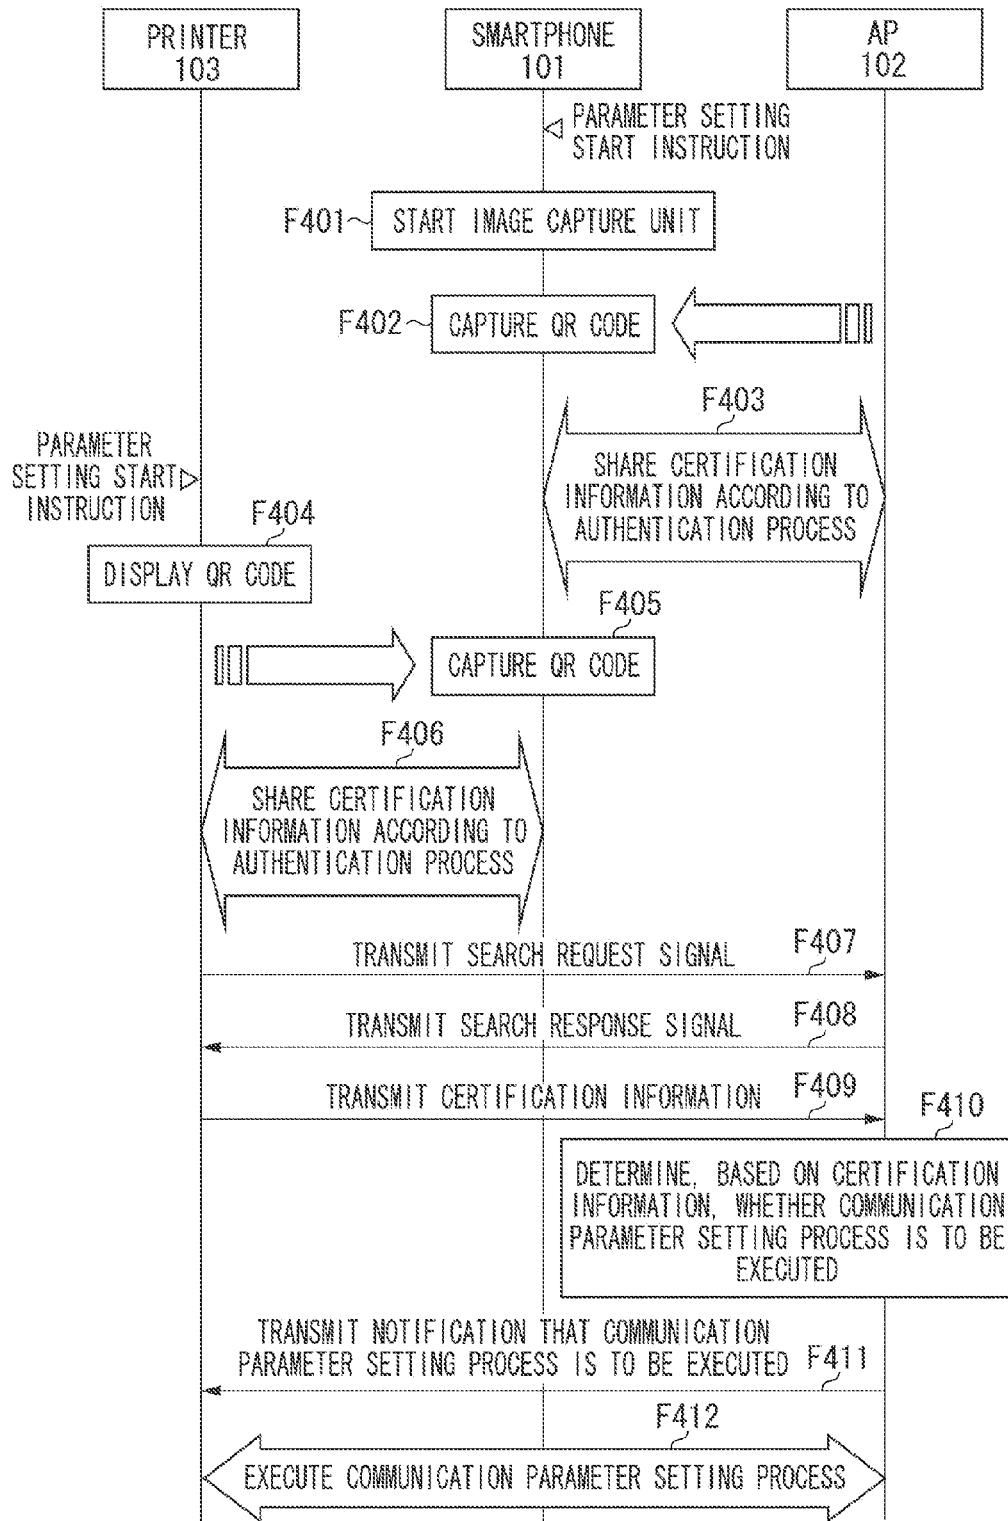 PRINTER
103
SMARTPHONE
101
AP
102
PARAMETER SETTING
START INSTRUCTION
F401
START IMAGE CAPTURE UNIT
F402
CAPTURE QR CODE
F403
SHARE CERTIFICATION
INFORMATION ACCORDING TO
AUTHENTICATION PROCESS
PARAMETER
SETTING START
INSTRUCTION
F404
DISPLAY QR CODE
F405
CAPTURE QR CODE
F406
SHARE CERTIFICATION
INFORMATION ACCORDING TO
AUTHENTICATION PROCESS
TRANSMIT SEARCH REQUEST SIGNAL
F407
TRANSMIT SEARCH RESPONSE SIGNAL
F408
TRANSMIT CERTIFICATION INFORMATION
F409
F410
DETERMINE, BASED ON CERTIFICATION
INFORMATION, WHETHER COMMUNICATION
PARAMETER SETTING PROCESS IS TO BE
EXECUTED
TRANSMIT NOTIFICATION THAT COMMUNICATION
PARAMETER SETTING PROCESS IS TO BE EXECUTED
F411
F412
EXECUTE COMMUNICATION PARAMETER SETTING PROCESS